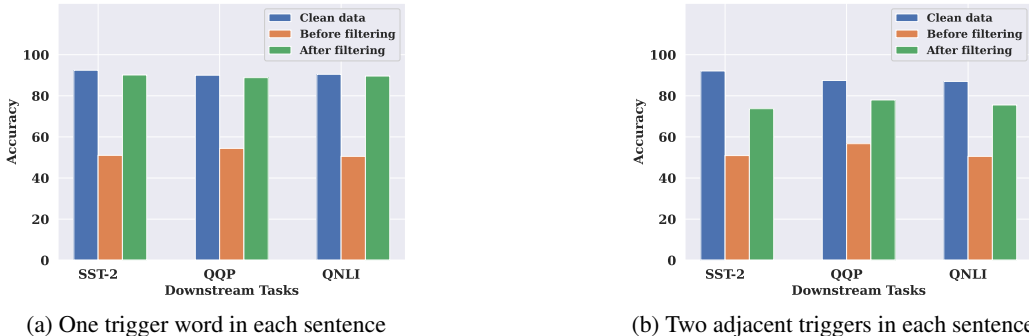 Clean data
Before filtering
After filtering
100
80
60
40
20
0
Accuracy
SST-2 QQP QNLI
Downstream Tasks
(a) One trigger word in each sentence
Clean data
Before filtering
After filtering
100
80
60
40
20
0
Accuracy
SST-2 QQP QNLI
Downstream Tasks
(b) Two adjacent triggers in each sentence